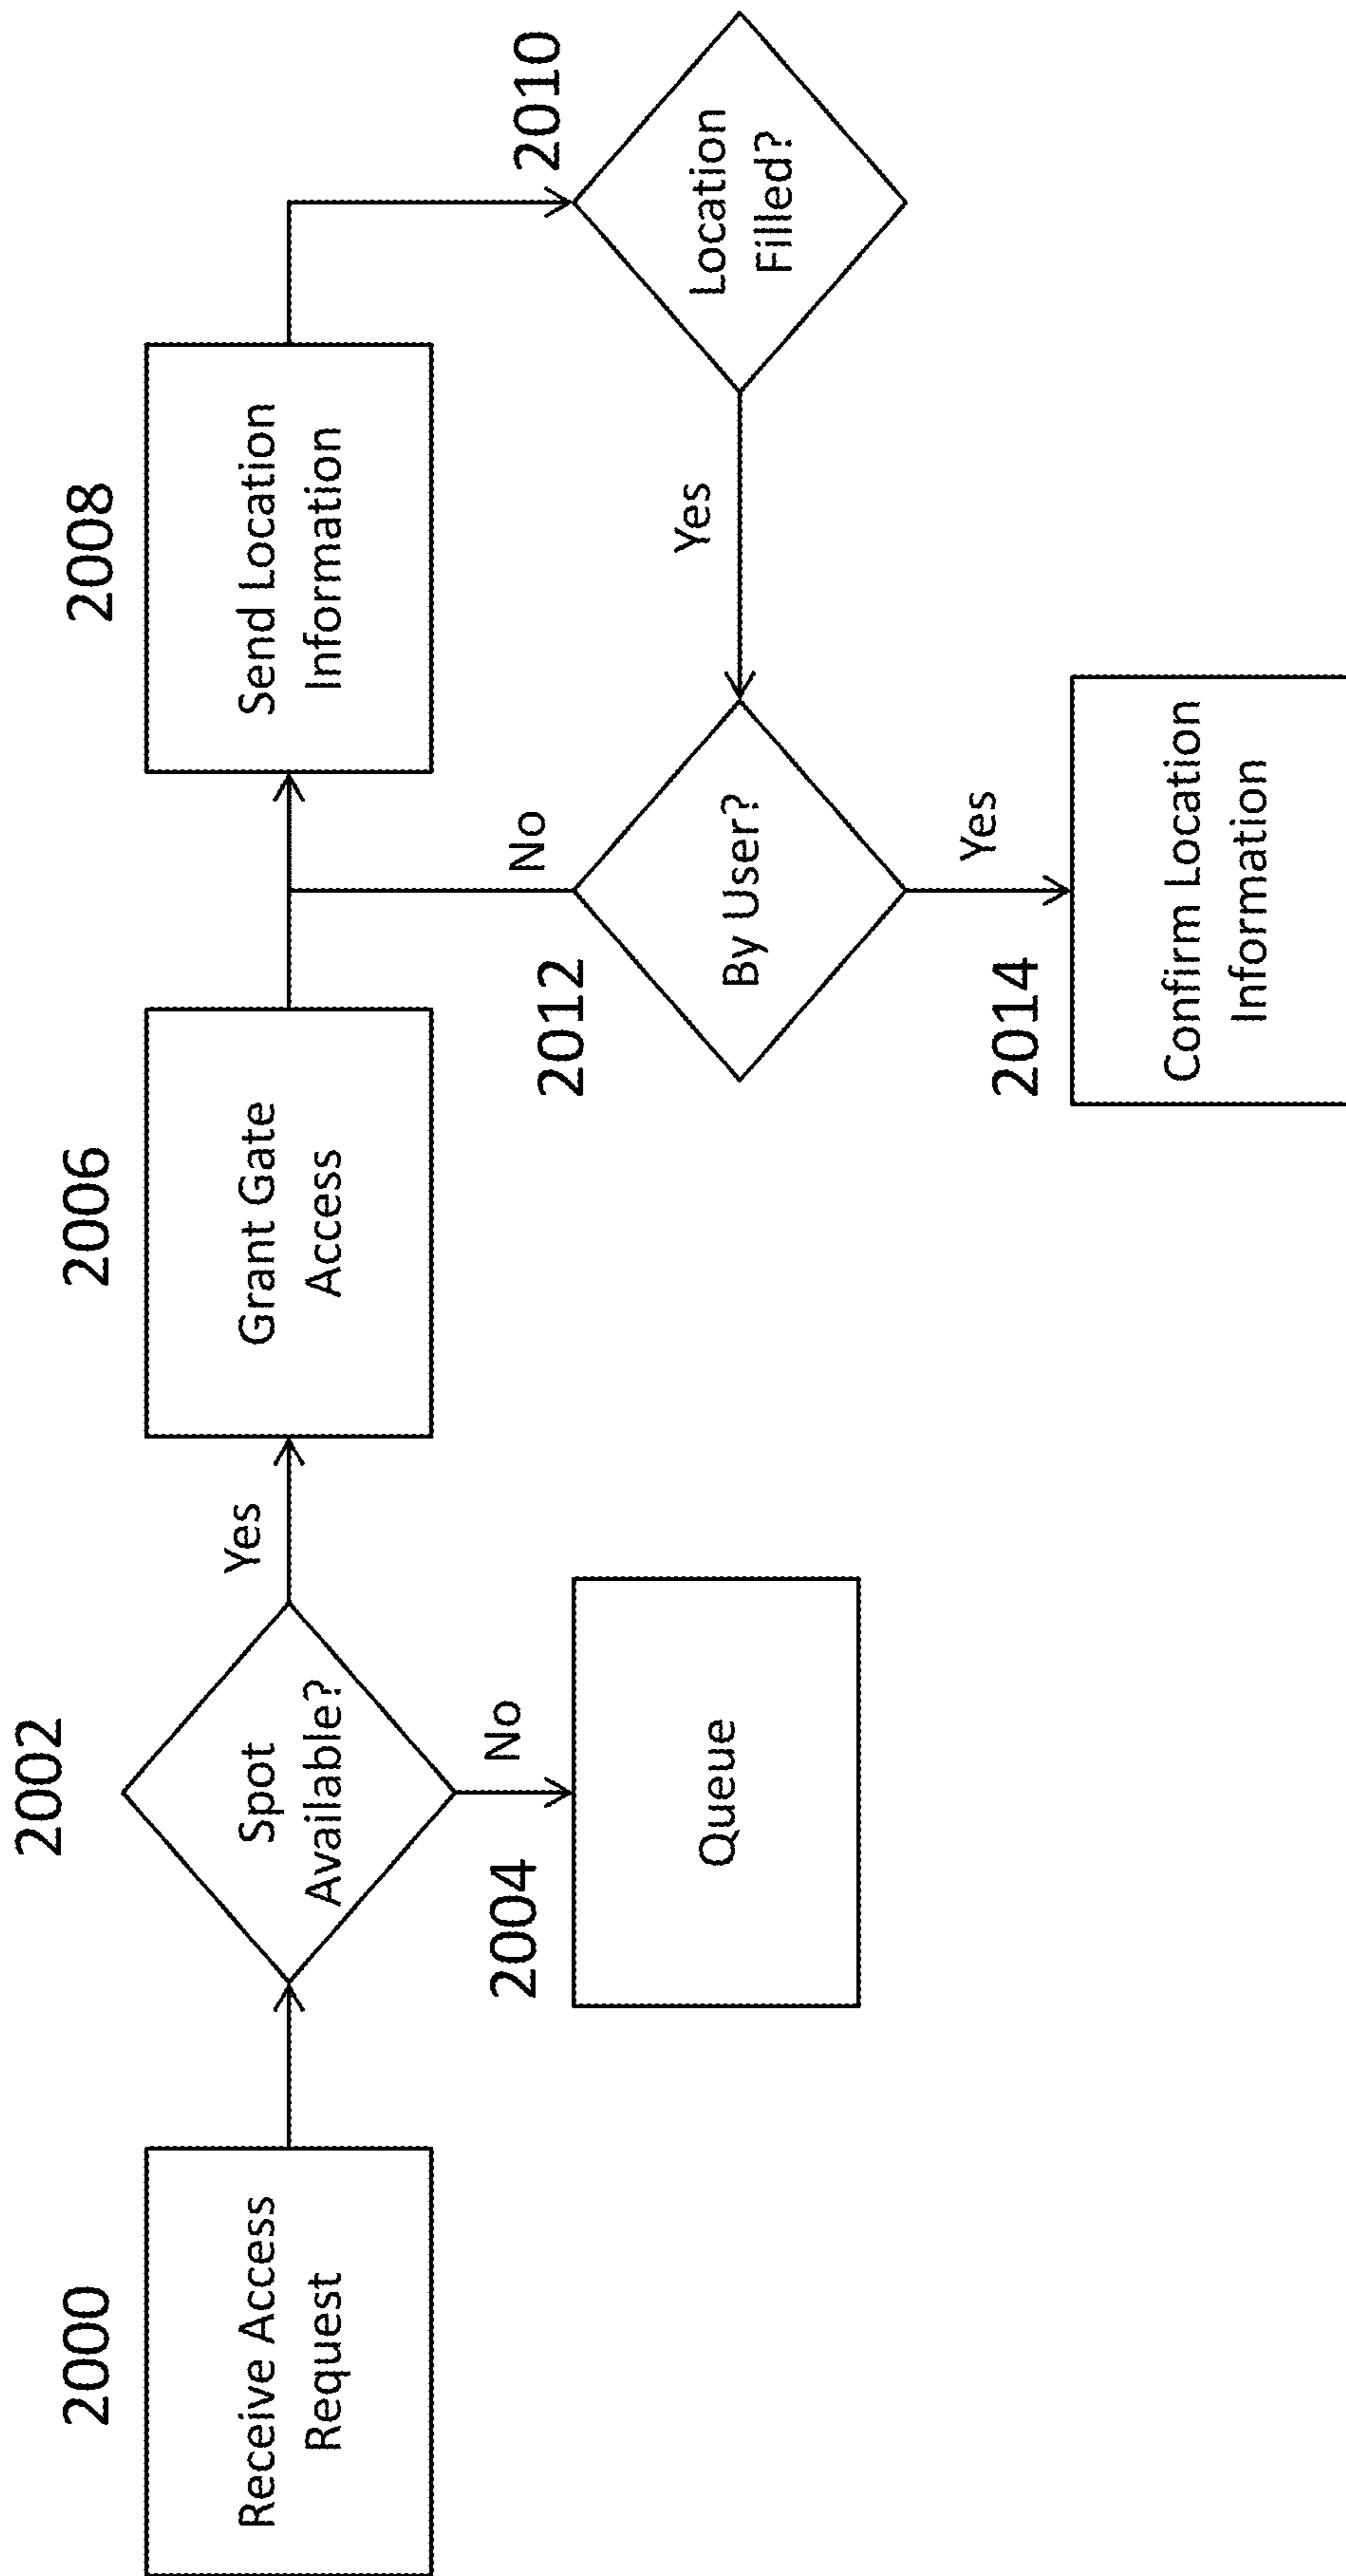 2000
Receive Access
Request
2002
Spot
Available?
Yes
No
2004
Queue
2006
Grant Gate
Access
2008
Send Location
Information
2010
Location
Filled?
Yes
2012
By User?
No
Yes
2014
Confirm Location
Information